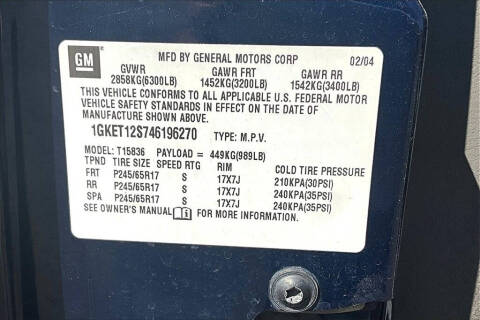 GM
MFD BY GENERAL MOTORS CORP 02/04
GVWR GAWR FRT GAWR RR
2858KG(6300LB) 1452KG(3200LB) 1542KG(3400LB)
THIS VEHICLE CONFORMS TO ALL APPLICABLE U.S. FEDERAL MOTOR
VEHICLE SAFETY STANDARDS IN EFFECT ON THE DATE OF
MANUFACTURE SHOWN ABOVE.
1GKET12S746196270 TYPE: M.P.V.
MODEL: T15836 PAYLOAD = 449KG(989LB)
TPND TIRE SIZE SPEED RTG RIM COLD TIRE PRESSURE
FRT P245/65R17 S 17X7J 210KPA(30PSI)
RR P245/65R17 S 17X7J 240KPA(35PSI)
SPA P245/65R17 S 17X7J 240KPA(35PSI)
SEE OWNER'S MANUAL FOR MORE INFORMATION.